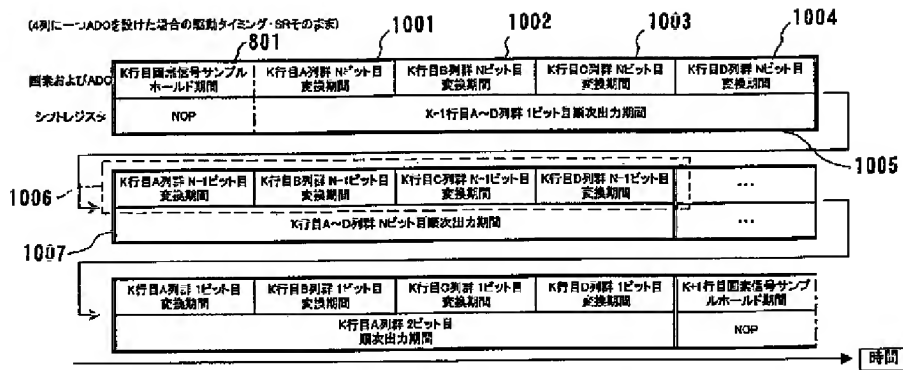 (4列に一つADCを設けた場合の駆動タイミング・SRそのまま)
801
1001
1002
1003
1004
画素およびADC
K行目画素信号サンプル
ホールド期間
K行目A列群 Nビット目
変換期間
K行目B列群 Nビット目
変換期間
K行目C列群 Nビット目
変換期間
K行目D列群 Nビット目
変換期間
シフトレジスタ
NOP
K-1行目A～D列群 1ビット目順次出力期間
1005
1006
K行目A列群 N-1ビット目
変換期間
K行目B列群 N-1ビット目
変換期間
K行目C列群 N-1ビット目
変換期間
K行目D列群 N-1ビット目
変換期間
...
K行目A～D列群 Nビット目順次出力期間
...
1007
K行目A列群 1ビット目
変換期間
K行目B列群 1ビット目
変換期間
K行目C列群 1ビット目
変換期間
K行目D列群 1ビット目
変換期間
K+1行目画素信号サンプ
ルホールド期間
K行目A列群 2ビット目
順次出力期間
NOP
時間